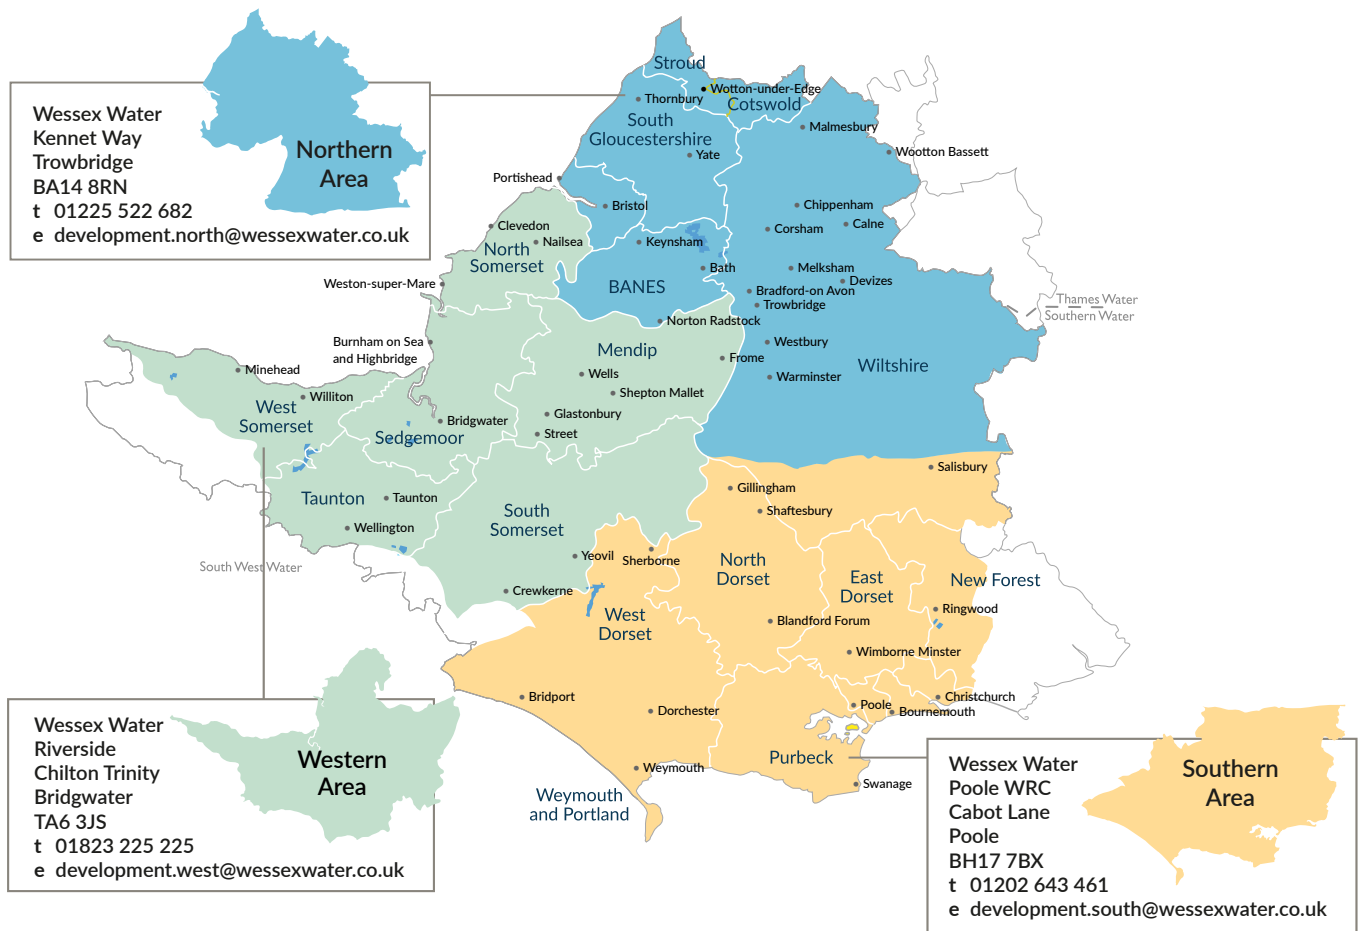 Stroud
Wotton-under-Edge
Thornbury
Cotswold
South
Gloucestershire
Malmesbury
Yate
Wootton Bassett
Wessex Water
Kennet Way
Trowbridge
BA14 8RN
t 01225 522 682
e development.north@wessexwater.co.uk
Northern
Area
Portishead
Bristol
Chippenham
Clevedon
Corsham
Calne
Nailsea
Keynsham
North
Somerset
Bath
Melksham
Devizes
Weston-super-Mare
BANES
Bradford-on Avon
Trowbridge
Thames Water
Southern Water
Norton Radstock
Burnham on Sea
and Highbridge
Mendip
Westbury
Frome
Wiltshire
Minehead
Wells
Warminster
Williton
Shepton Mallet
West
Somerset
Glastonbury
Bridgwater
Sedgemoor
Street
Salisbury
Gillingham
Taunton
Taunton
Shaftesbury
South
Somerset
Wellington
South West Water
Yeovil
Sherborne
North
Dorset
East
Dorset
New Forest
Crewkerne
Ringwood
West
Dorset
Blandford Forum
Wimborne Minster
Bridport
Dorchester
Christchurch
Poole
Bournemouth
Purbeck
Weymouth
Swanage
Weymouth
and Portland
Wessex Water
Riverside
Chilton Trinity
Bridgwater
TA6 3JS
t 01823 225 225
e development.west@wessexwater.co.uk
Western
Area
Wessex Water
Poole WRC
Cabot Lane
Poole
BH17 7BX
t 01202 643 461
e development.south@wessexwater.co.uk
Southern
Area